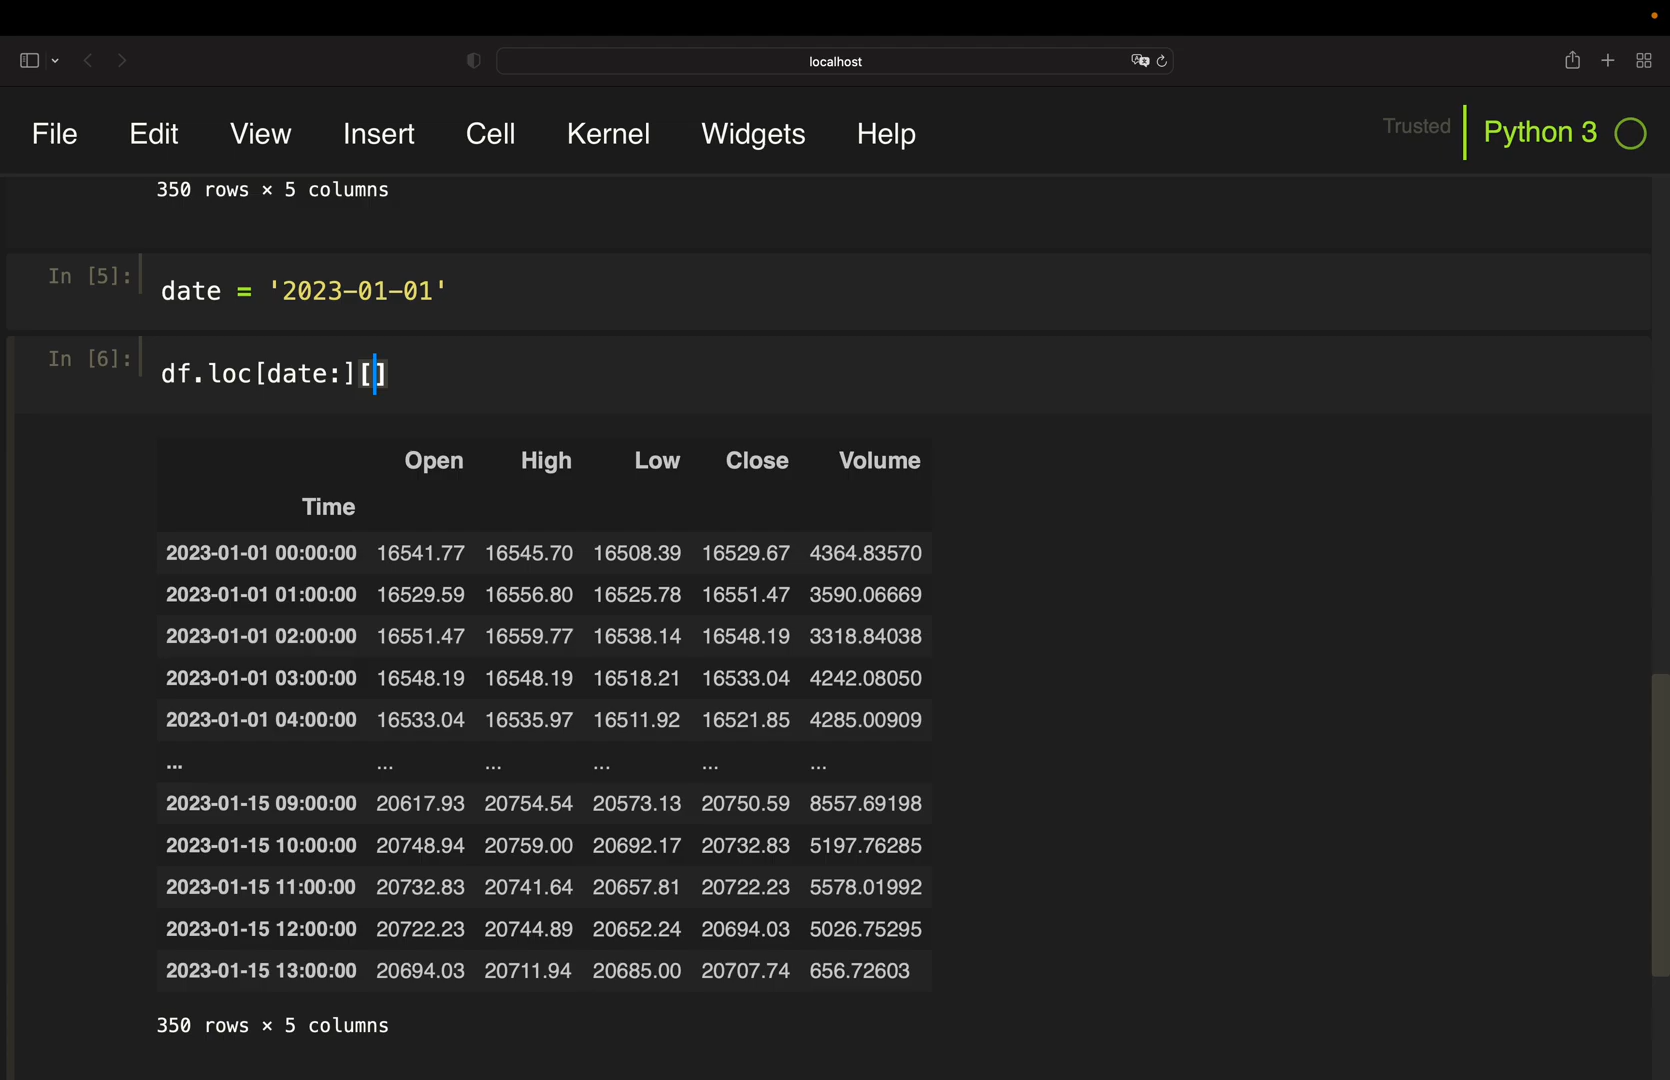 localhost
File Edit View Insert Cell Kernel Widgets Help Trusted Python 3
350 rows × 5 columns
In [5]: date = '2023-01-01'
In [6]: df.loc[date:][]
Open High Low Close Volume
Time
2023-01-01 00:00:00 16541.77 16545.70 16508.39 16529.67 4364.83570
2023-01-01 01:00:00 16529.59 16556.80 16525.78 16551.47 3590.06669
2023-01-01 02:00:00 16551.47 16559.77 16538.14 16548.19 3318.84038
2023-01-01 03:00:00 16548.19 16548.19 16518.21 16533.04 4242.08050
2023-01-01 04:00:00 16533.04 16535.97 16511.92 16521.85 4285.00909
... ... ... ... ... ...
2023-01-15 09:00:00 20617.93 20754.54 20573.13 20750.59 8557.69198
2023-01-15 10:00:00 20748.94 20759.00 20692.17 20732.83 5197.76285
2023-01-15 11:00:00 20732.83 20741.64 20657.81 20722.23 5578.01992
2023-01-15 12:00:00 20722.23 20744.89 20652.24 20694.03 5026.75295
2023-01-15 13:00:00 20694.03 20711.94 20685.00 20707.74 656.72603
350 rows × 5 columns